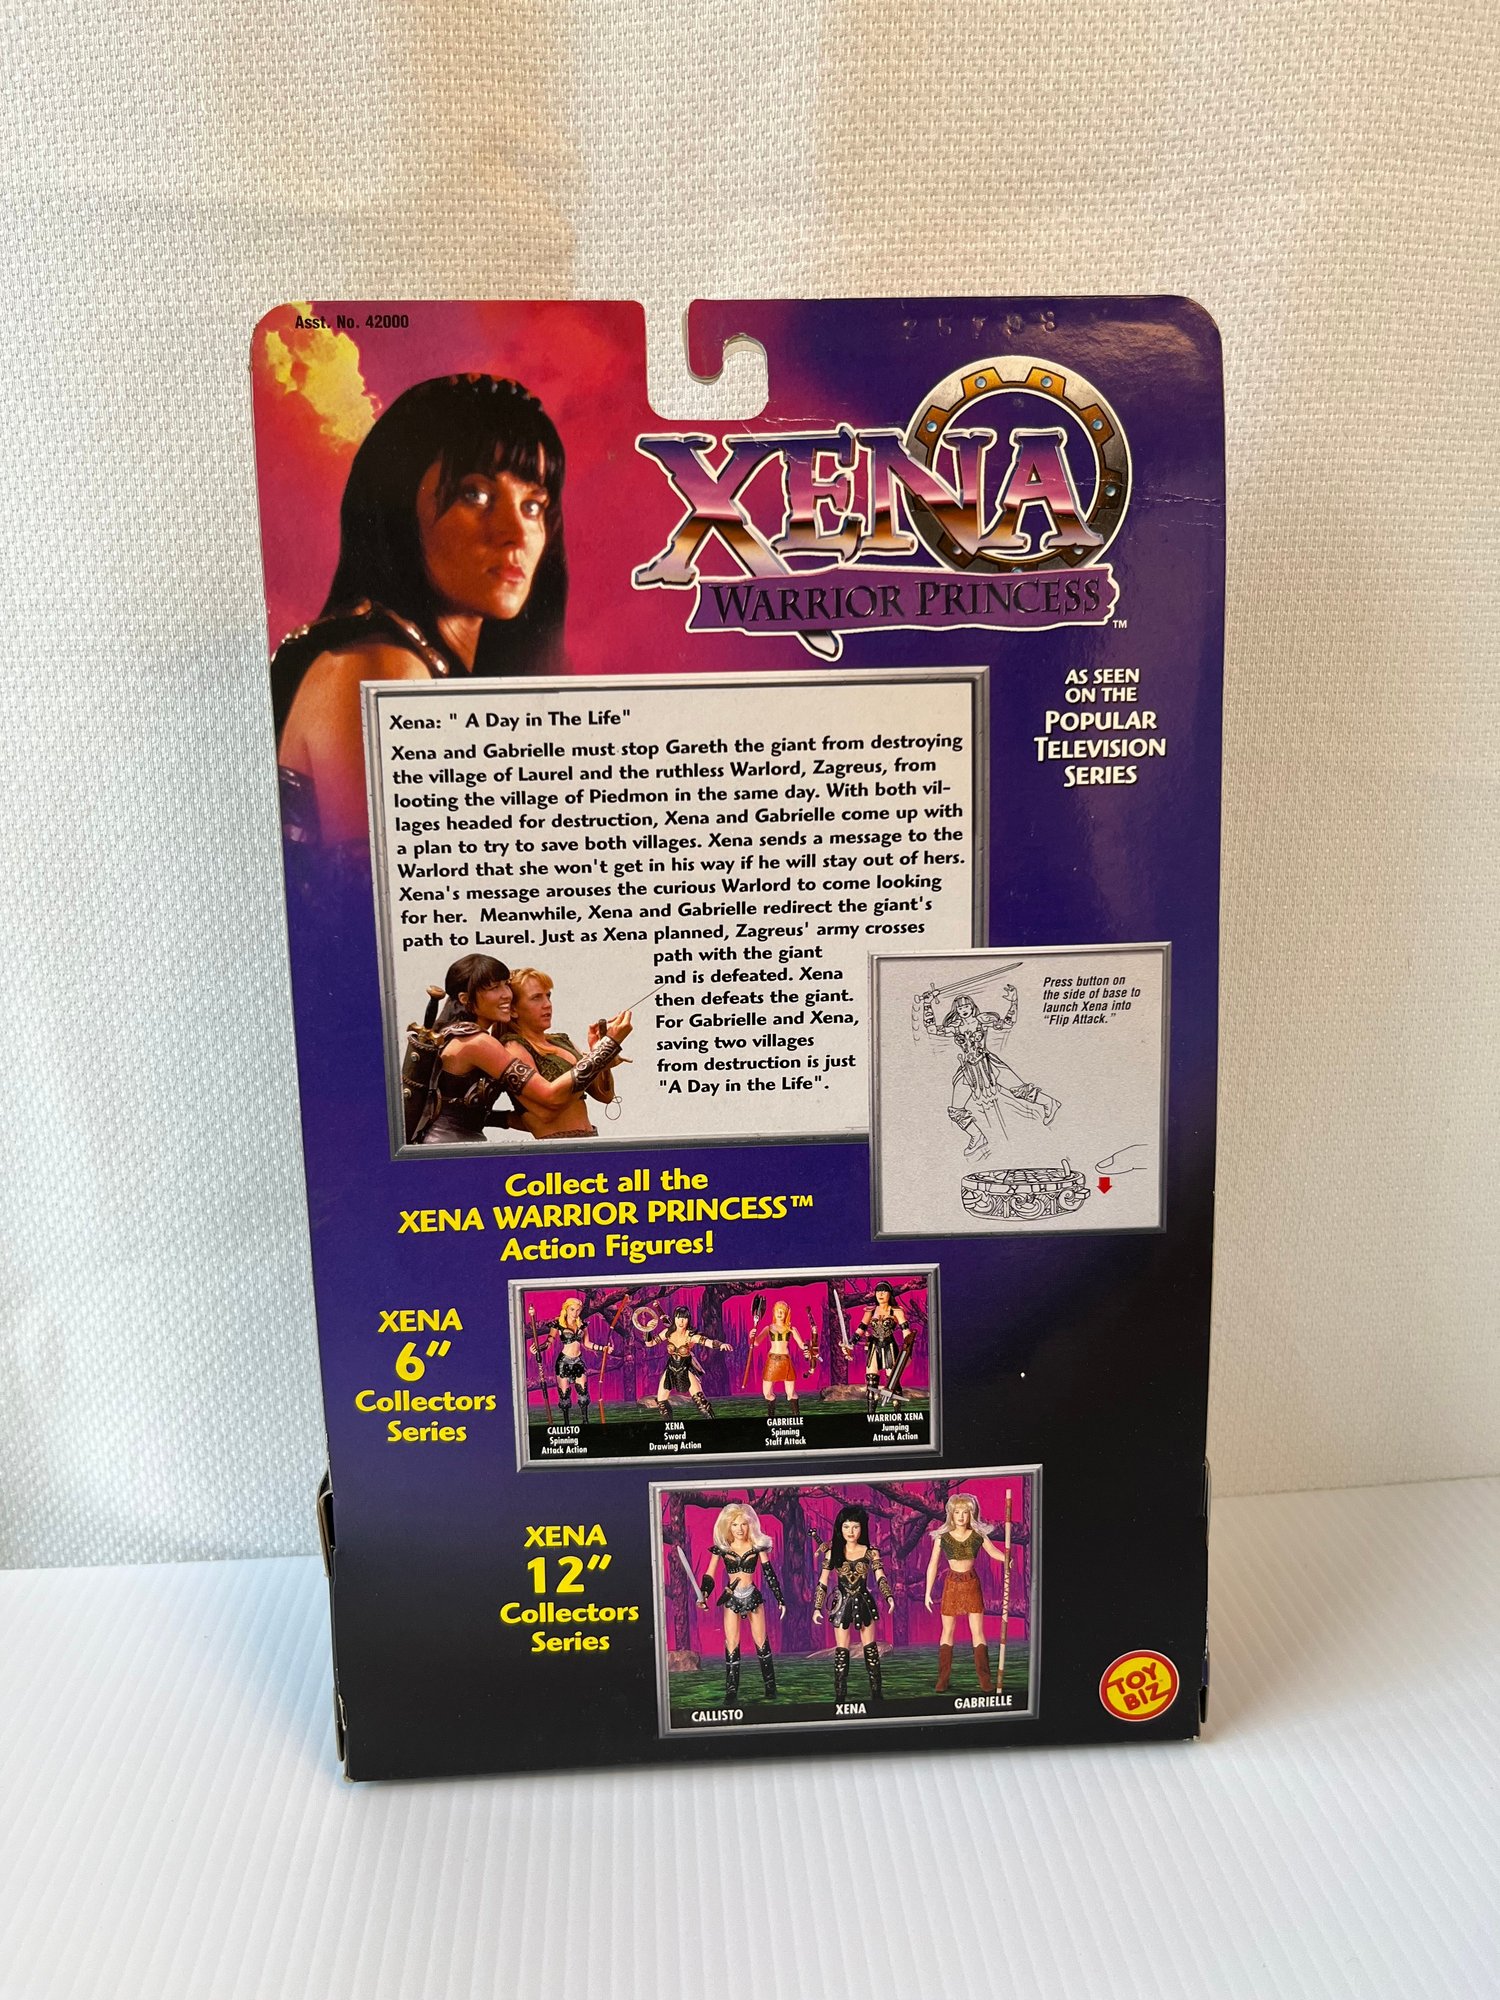 Asst. No. 42000
XENA
WARRIOR PRINCESS™
AS SEEN
ON THE
POPULAR
TELEVISION
SERIES
Xena: " A Day in The Life"
Xena and Gabrielle must stop Gareth the giant from destroying
the village of Laurel and the ruthless Warlord, Zagreus, from
looting the village of Piedmon in the same day. With both vil-
lages headed for destruction, Xena and Gabrielle come up with
a plan to try to save both villages. Xena sends a message to the
Warlord that she won't get in his way if he will stay out of hers.
Xena's message arouses the curious Warlord to come looking
for her. Meanwhile, Xena and Gabrielle redirect the giant's
path to Laurel. Just as Xena planned, Zagreus' army crosses
path with the giant
and is defeated. Xena
then defeats the giant.
For Gabrielle and Xena,
saving two villages
from destruction is just
"A Day in the Life".
Press button on
the side of base to
launch Xena into
"Flip Attack."
Collect all the
XENA WARRIOR PRINCESS™
Action Figures!
XENA
6"
Collectors
Series
CALLISTO
Spinning
Attack Action
XENA
Sword
Drawing Action
GABRIELLE
Spinning
Staff Attack
WARRIOR XENA
Jumping
Attack Action
XENA
12"
Collectors
Series
CALLISTO
XENA
GABRIELLE
TOY
BIZ